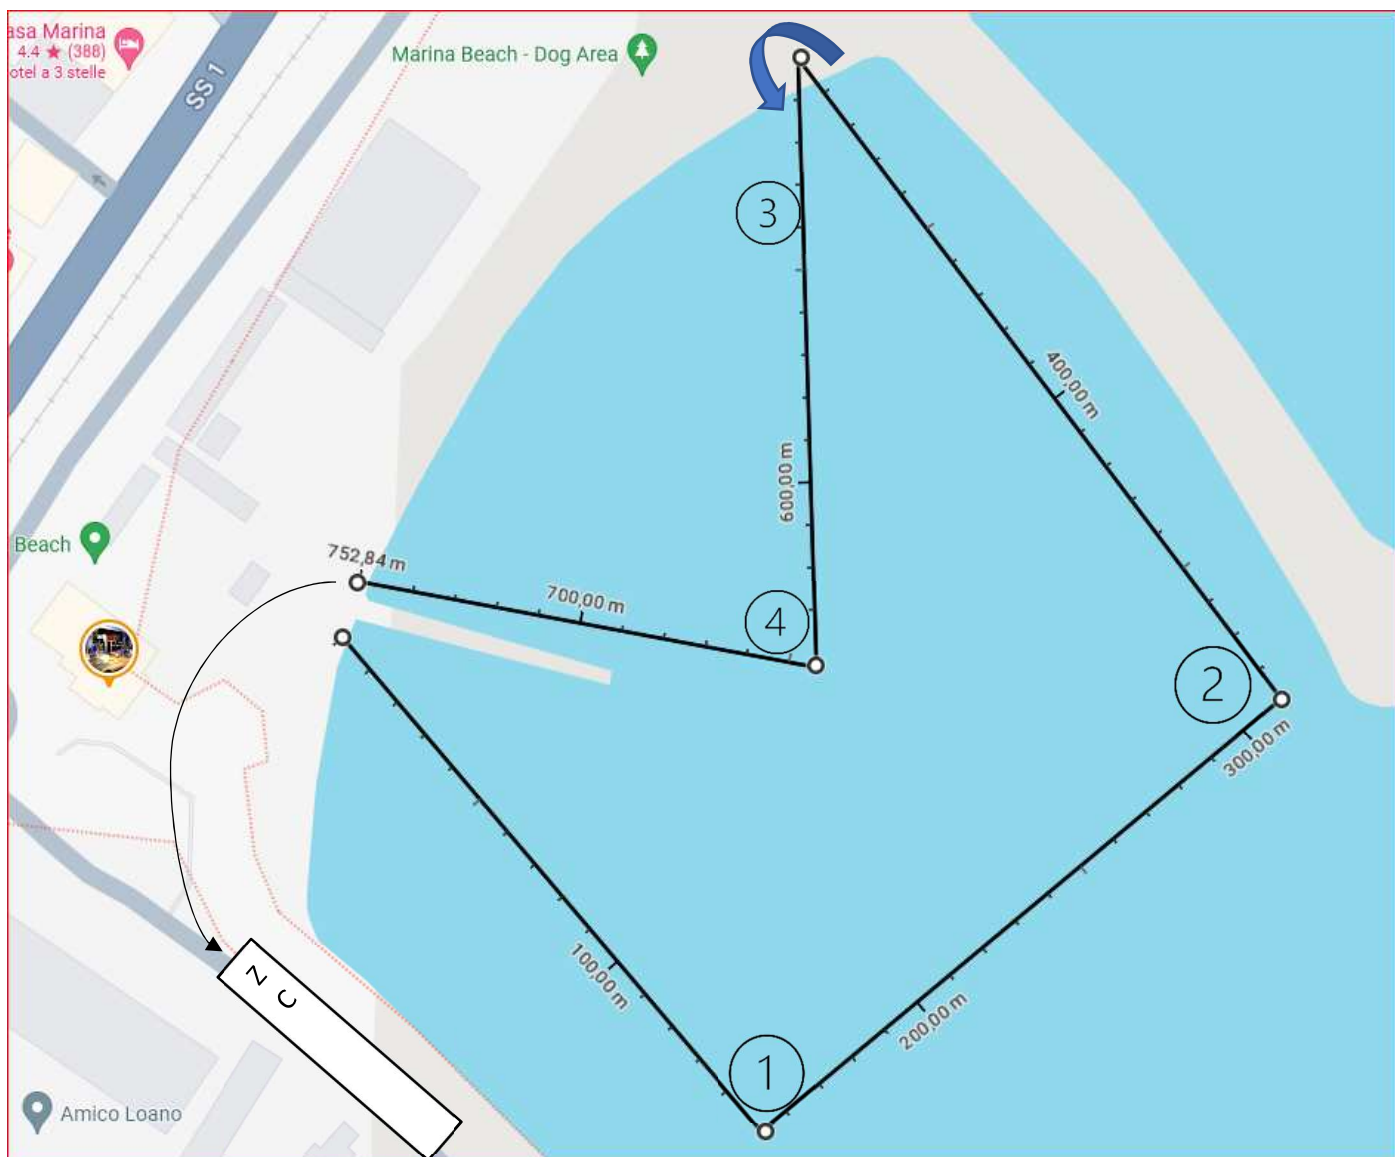 asa Marina
4.4 ★ (388)
otel a 3 stelle
SS 1
Marina Beach - Dog Area
3
400,00 m
600,00 m
Beach
752,84 m
700,00 m
4
2
300,00 m
100,00 m
200,00 m
Z C
1
Amico Loano